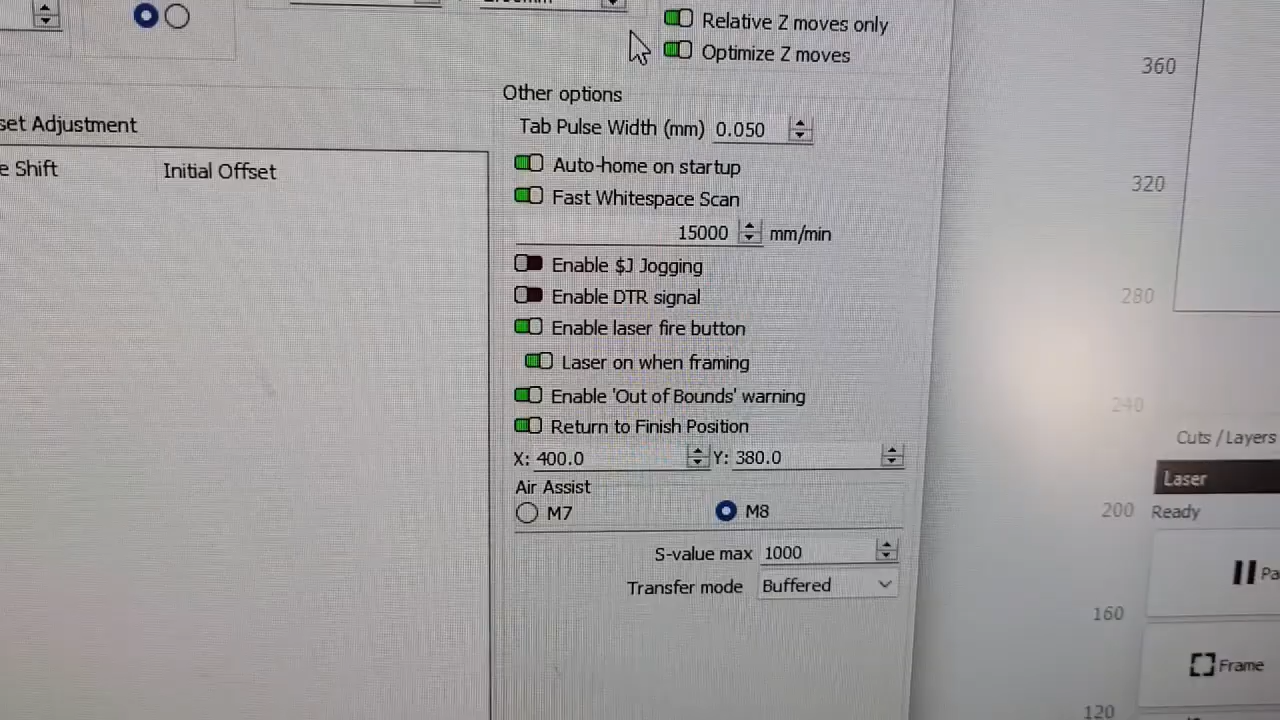 Relative Z moves only
Optimize Z moves
Other options
Tab Pulse Width (mm) 0.050
set Adjustment
Auto-home on startup
e Shift Initial Offset
Fast Whitespace Scan
15000 mm/min
Enable $J Jogging
Enable DTR signal
Enable laser fire button
Laser on when framing
Enable 'Out of Bounds' warning
Return to Finish Position
X: 400.0 Y: 380.0
Air Assist
M7 M8
S-value max 1000
Transfer mode Buffered
360
320
280
240
Cuts / Layers
Laser
200 Ready
Pa
160
Frame
120